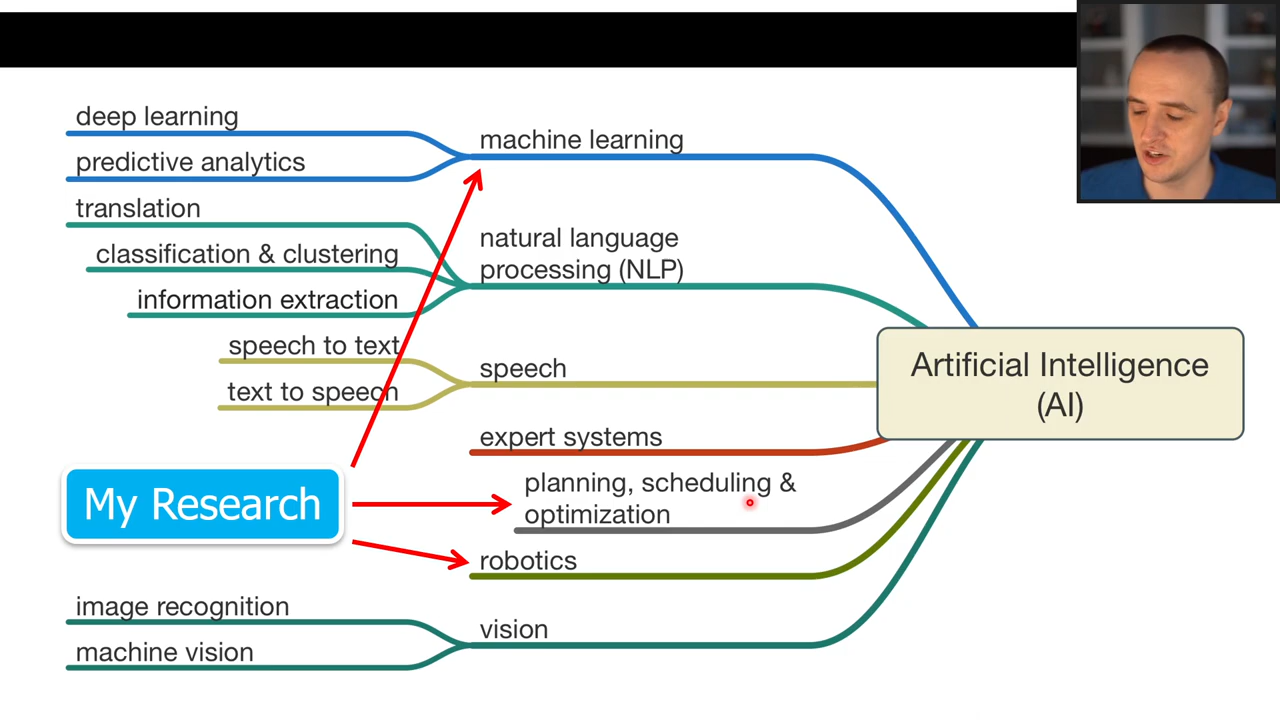 deep learning
predictive analytics
machine learning
translation
classification & clustering
information extraction
natural language
processing (NLP)
speech to text
text to speech
speech
Artificial Intelligence
(AI)
expert systems
planning, scheduling &
optimization
My Research
robotics
image recognition
machine vision
vision